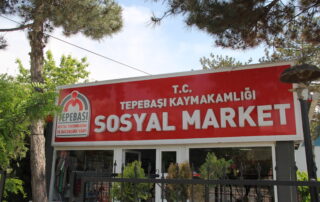 T.C.
TEPEBAŞI KAYMAKAMLIĞI
SOSYAL MARKET
TEPEBAŞI